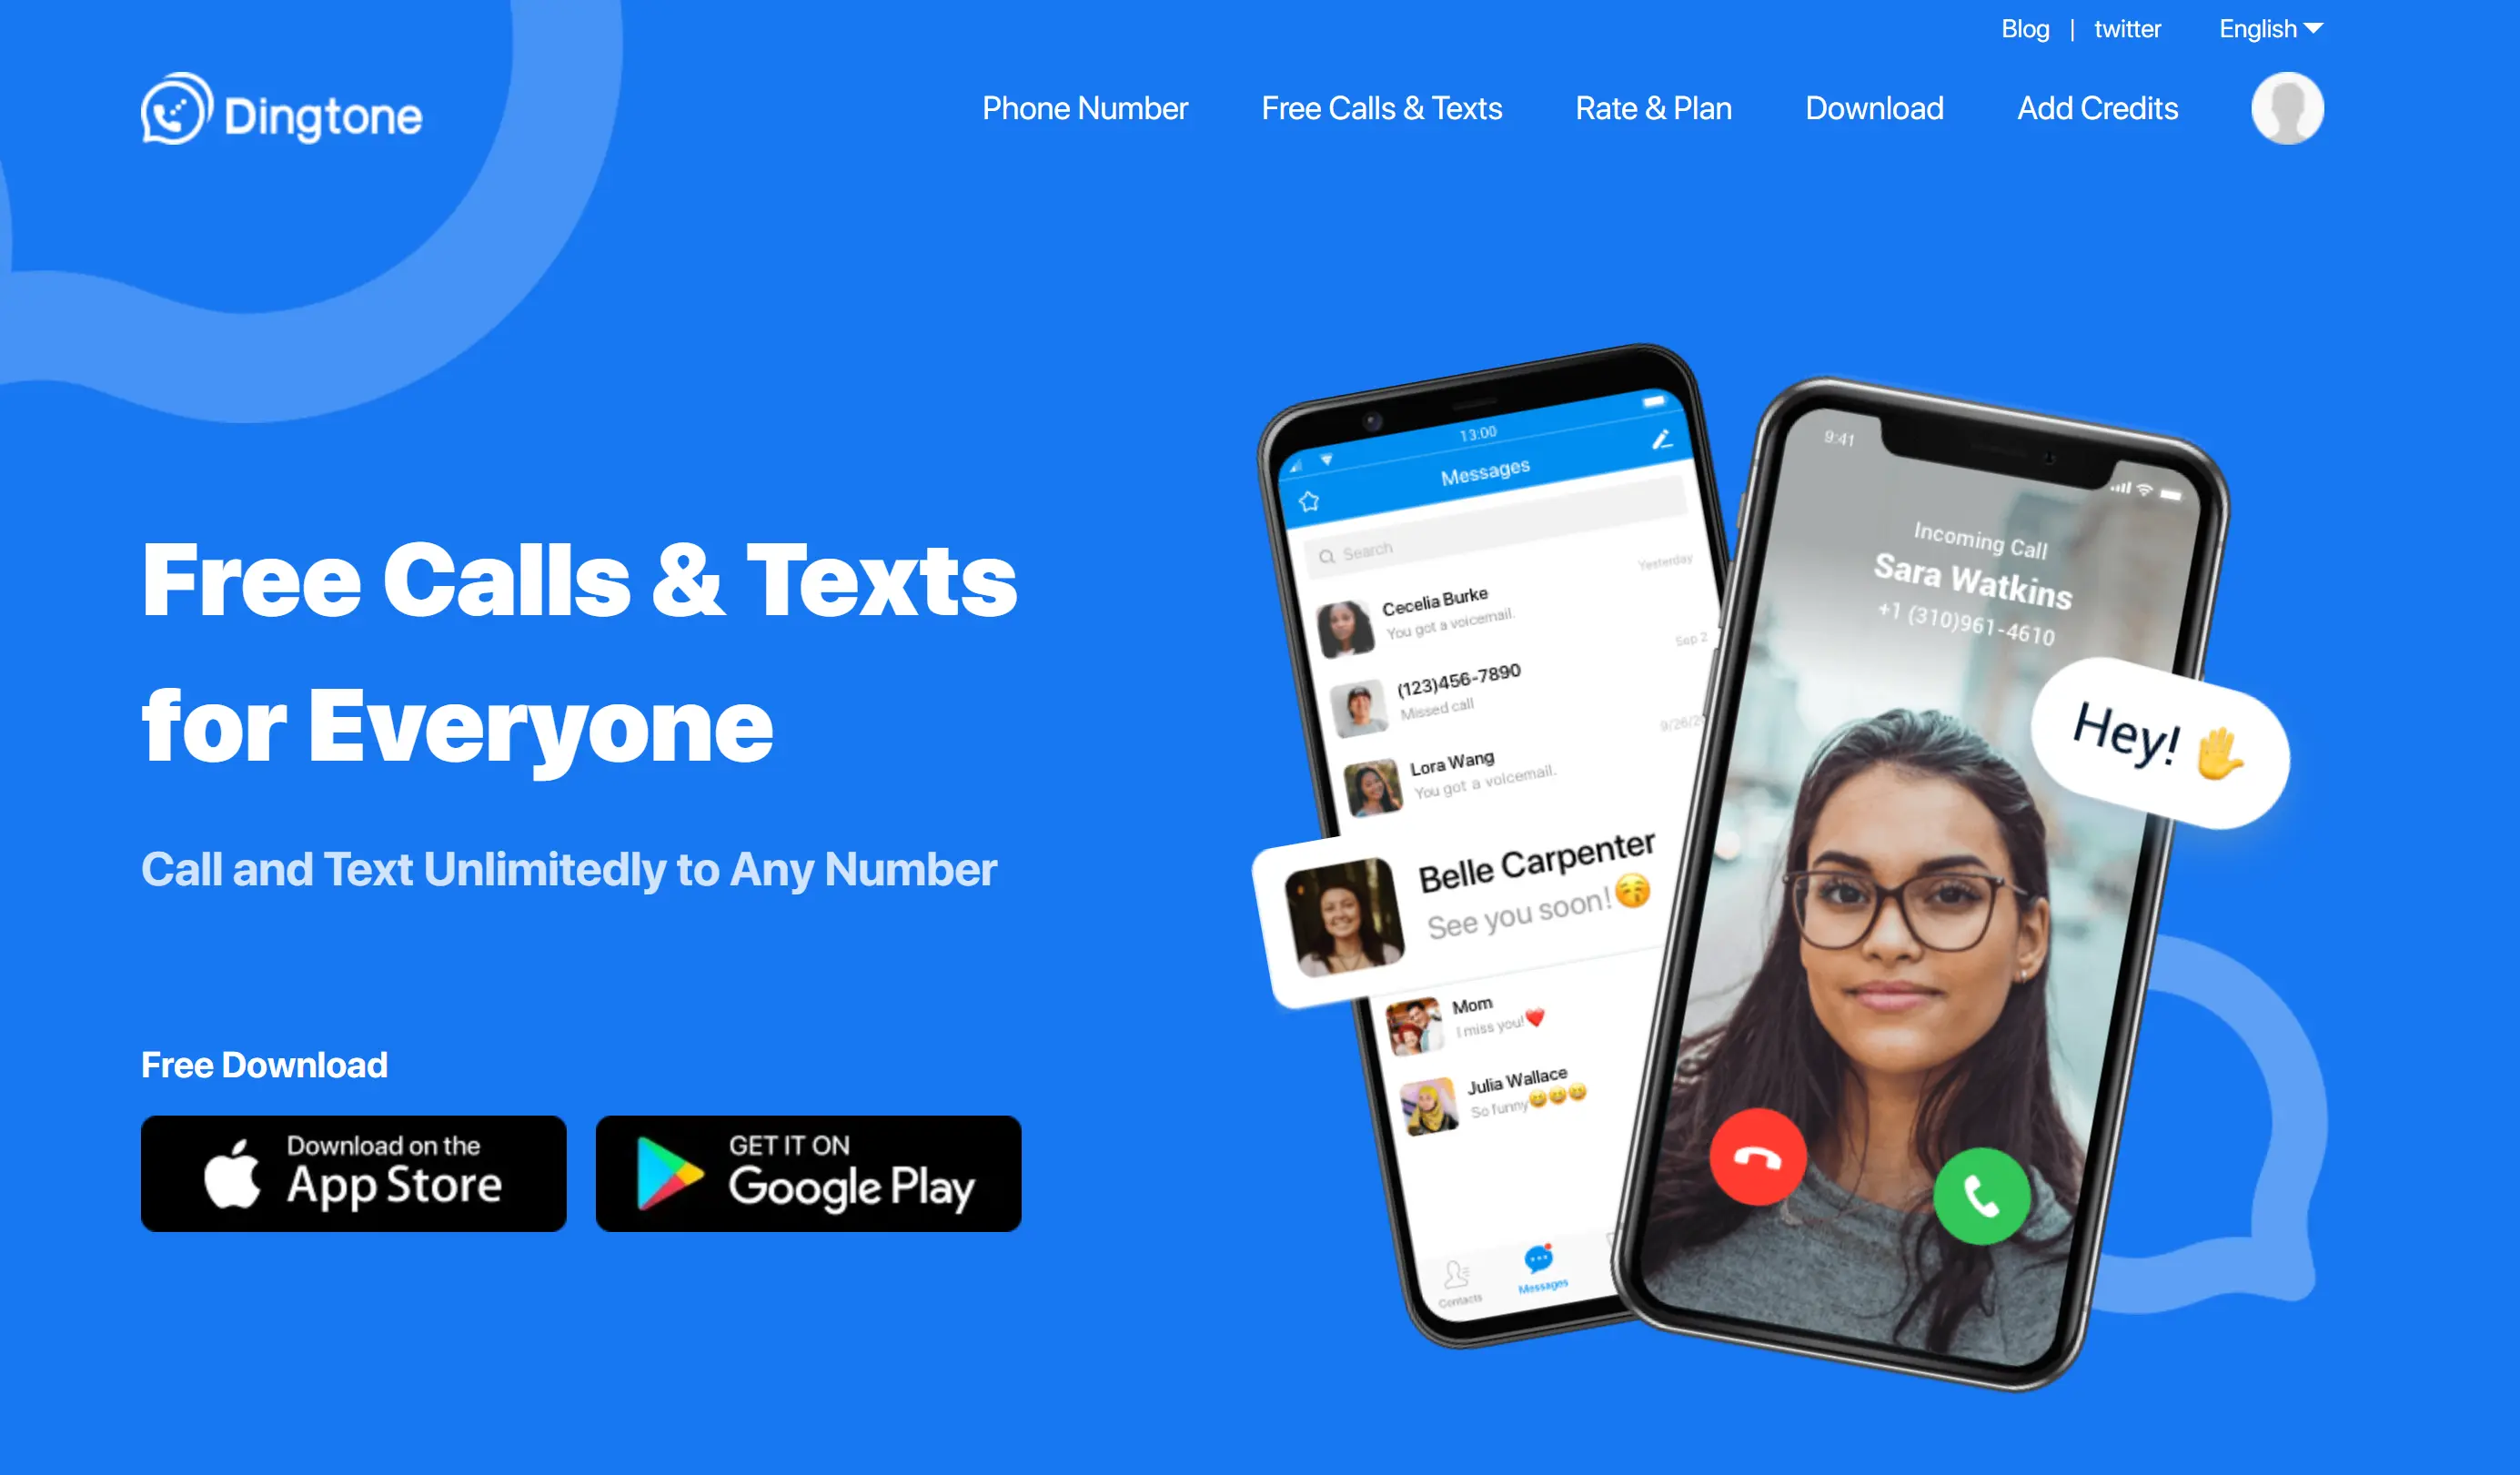 Blog | twitter English
Dingtone
Phone Number Free Calls & Texts Rate & Plan Download Add Credits
Free Calls & Texts
for Everyone
Call and Text Unlimitedly to Any Number
Free Download
Download on the
App Store
GET IT ON
Google Play
13:00
Messages
Search
Yesterday
Cecelia Burke
You got a voicemail.
Sep 2
(123)456-7890
Missed call
9/26/2
Lora Wang
You got a voicemail.
Belle Carpenter
See you soon!😚
Mom
I miss you!❤️
Julia Wallace
So funny😄😄😄
Contacts
Messages
9:41
Incoming Call
Sara Watkins
+1 (310)961-4610
Hey! 🤚